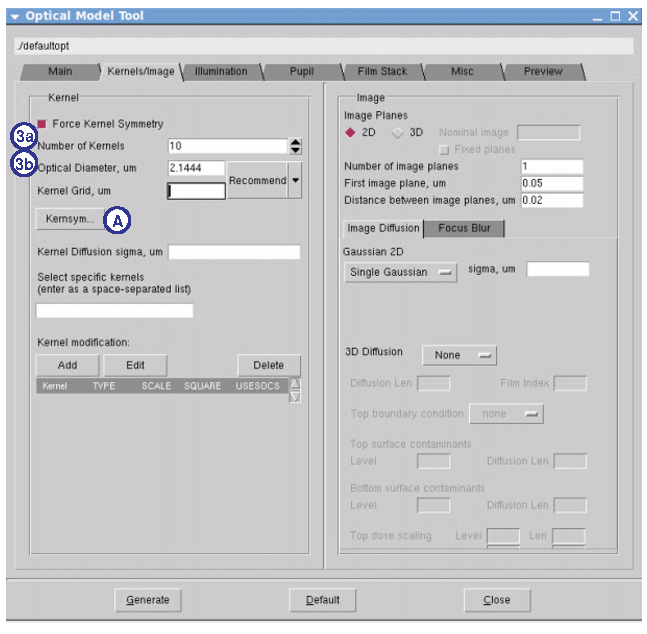 Optical Model Tool
./defaultopt
Main Kernels/Image Illumination Pupil Film Stack Misc Preview
Kernel
Force Kernel Symmetry
3a
Number of Kernels 10
3b
Optical Diameter, um 2.1444
Recommend
Kernel Grid, um
Kernsym... A
Kernel Diffusion sigma, um
Select specific kernels
(enter as a space-separated list)
Kernel modification:
Add Edit Delete
Kernel TYPE SCALE SQUARE USESOCS
Image
Image Planes
2D 3D Nominal image
Fixed planes
Number of image planes 1
First image plane, um 0.05
Distance between image planes, um 0.02
Image Diffusion Focus Blur
Gaussian 2D
Single Gaussian sigma, um
3D Diffusion None
Diffusion Len Film Index
Top boundary condition none
Top surface contaminants
Level Diffusion Len
Bottom surface contaminants
Level Diffusion Len
Top dose scaling Level Len
Generate Default Close